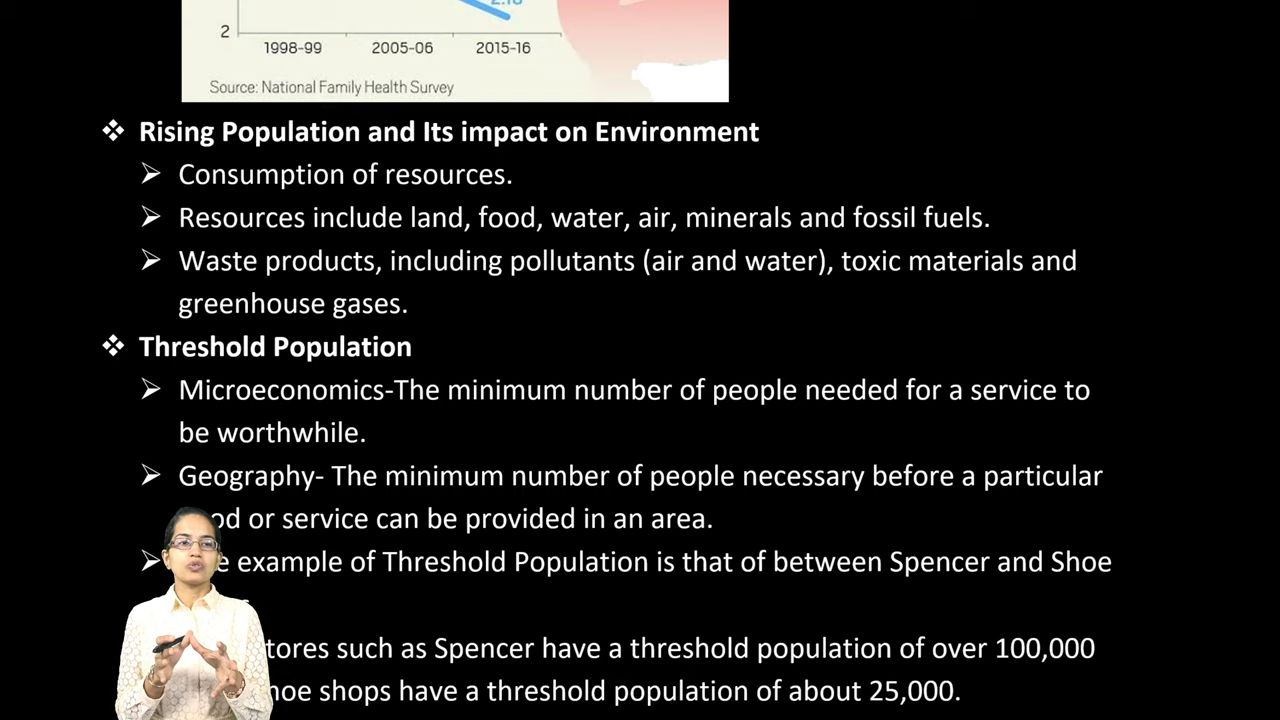 2
1998-99 2005-06 2015-16
Source: National Family Health Survey
❖ Rising Population and Its impact on Environment
➢ Consumption of resources.
➢ Resources include land, food, water, air, minerals and fossil fuels.
➢ Waste products, including pollutants (air and water), toxic materials and
greenhouse gases.
❖ Threshold Population
➢ Microeconomics-The minimum number of people needed for a service to
be worthwhile.
➢ Geography- The minimum number of people necessary before a particular
or service can be provided in an area.
➢ example of Threshold Population is that of between Spencer and Shoe
such as Spencer have a threshold population of over 100,000
shops have a threshold population of about 25,000.